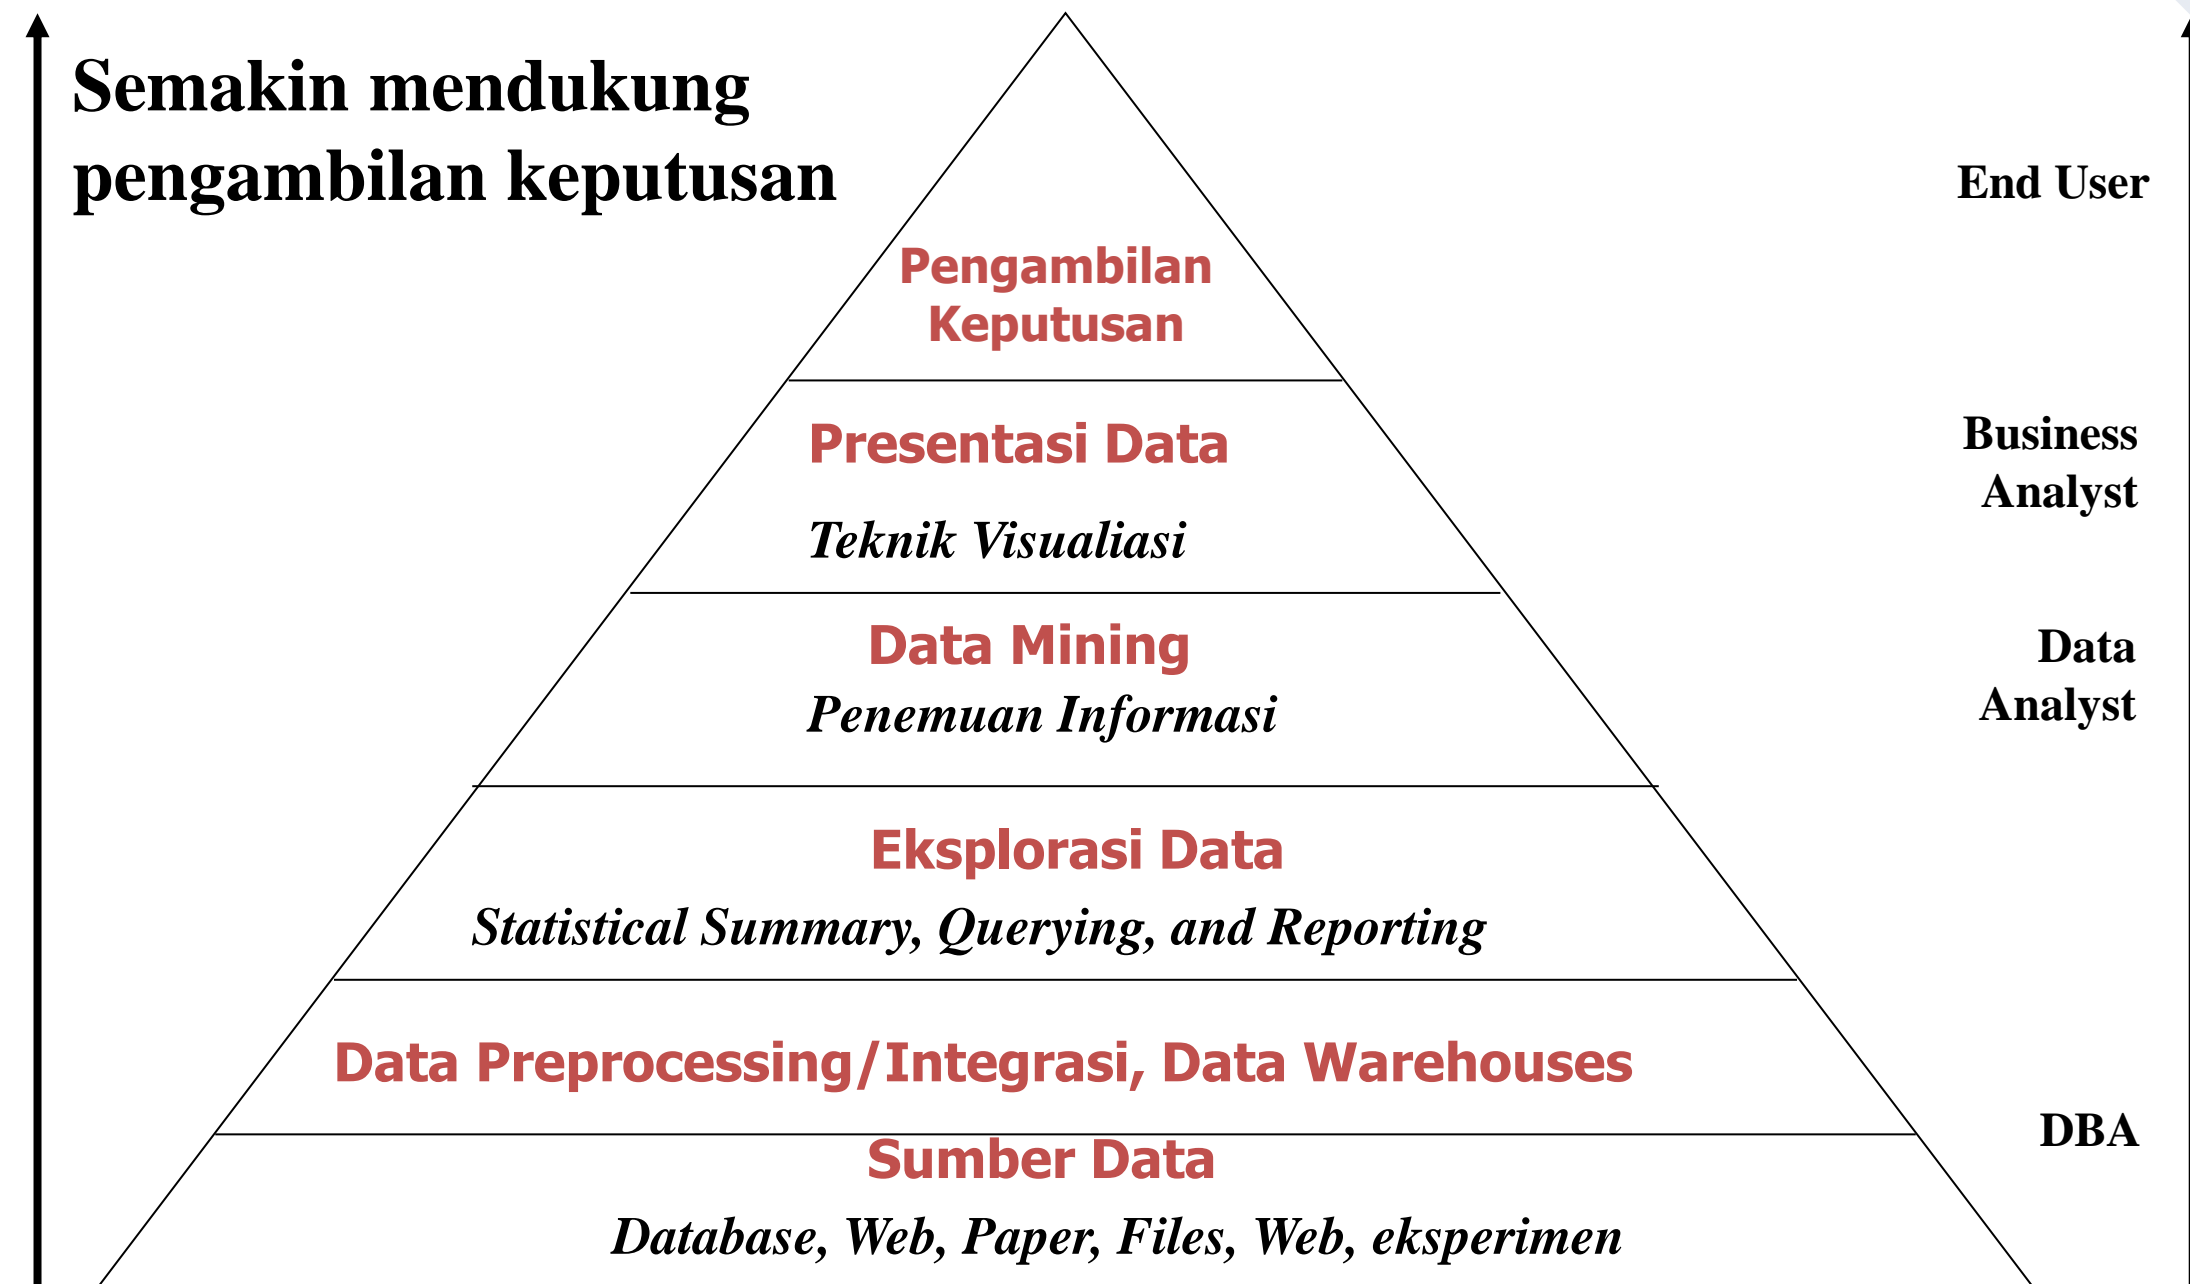 Semakin mendukung
pengambilan keputusan
End User
Pengambilan
Keputusan
Presentasi Data
Teknik Visualiasi
Business
Analyst
Data Mining
Penemuan Informasi
Data
Analyst
Eksplorasi Data
Statistical Summary, Querying, and Reporting
Data Preprocessing/Integrasi, Data Warehouses
DBA
Sumber Data
Database, Web, Paper, Files, Web, eksperimen